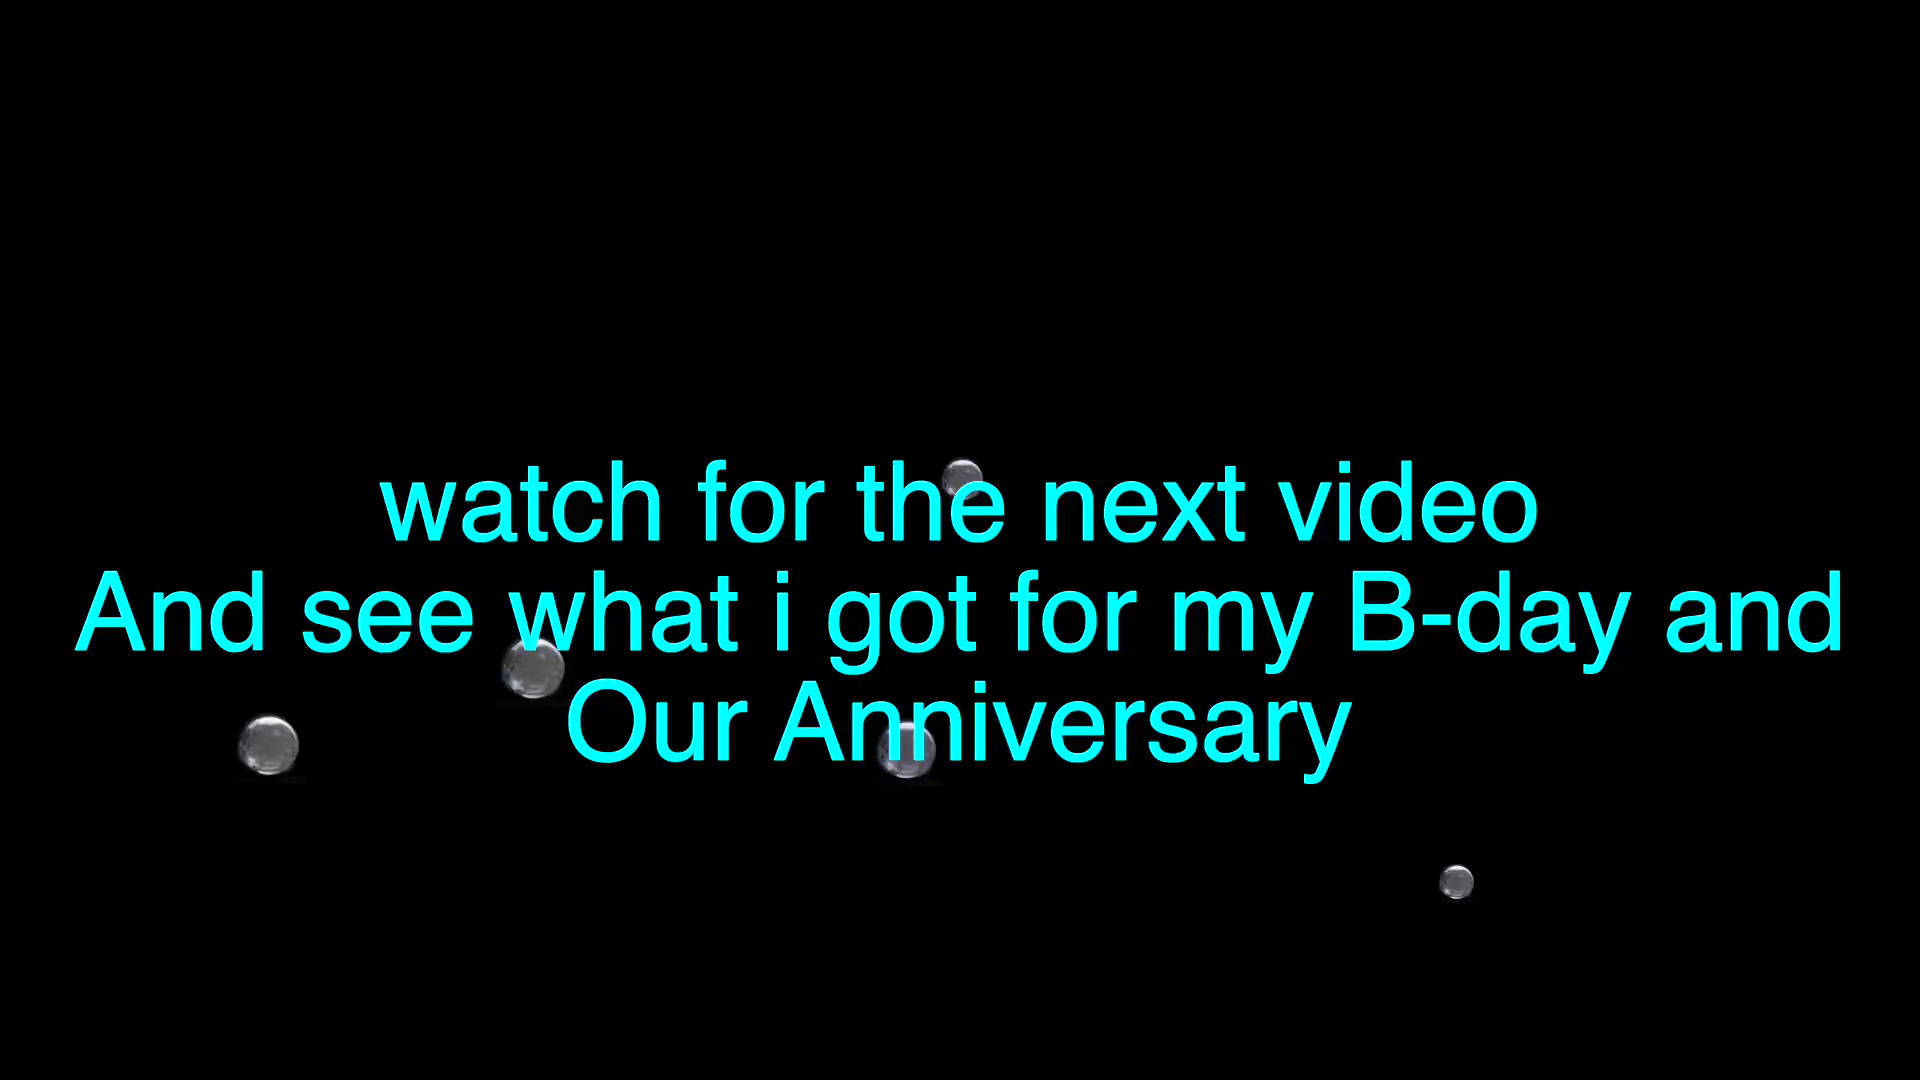 watch for the next video
And see what i got for my B-day and
Our Anniversary